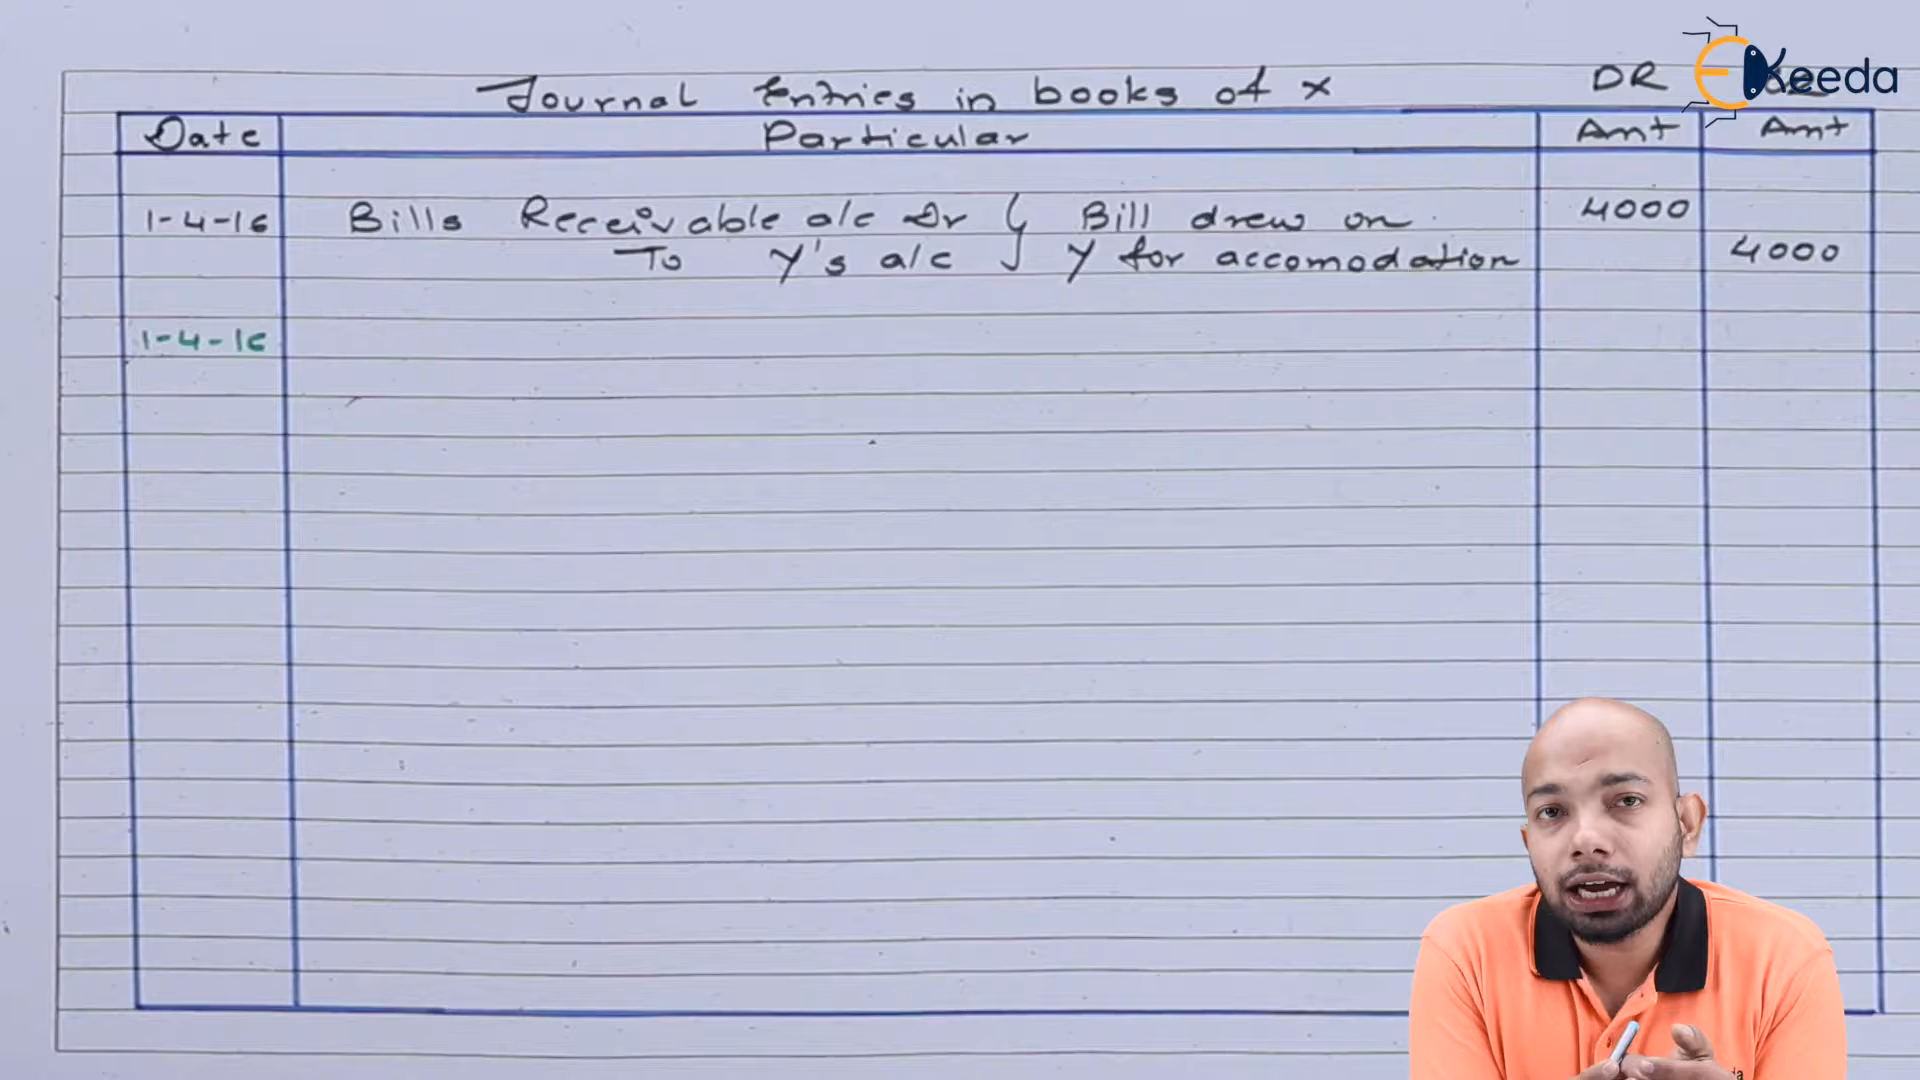 Journal Entries in books of x DR
EKeeda
Date Particular Amt Amt
1-4-16 Bills Receivable a/c Dr } Bill drew on 4000
To Y's a/c } Y for accomodation 4000
1-4-16